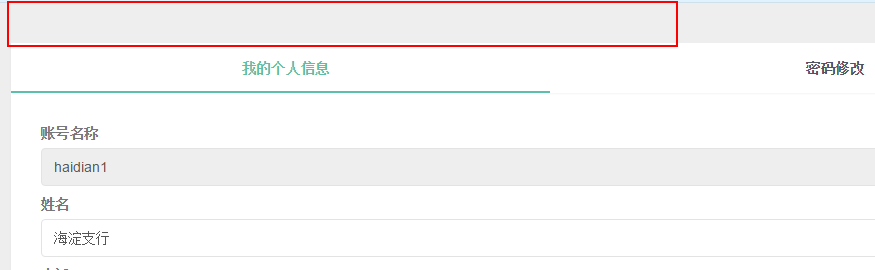 我的个人信息
密码修改
账号名称
haidian1
姓名
海淀支行